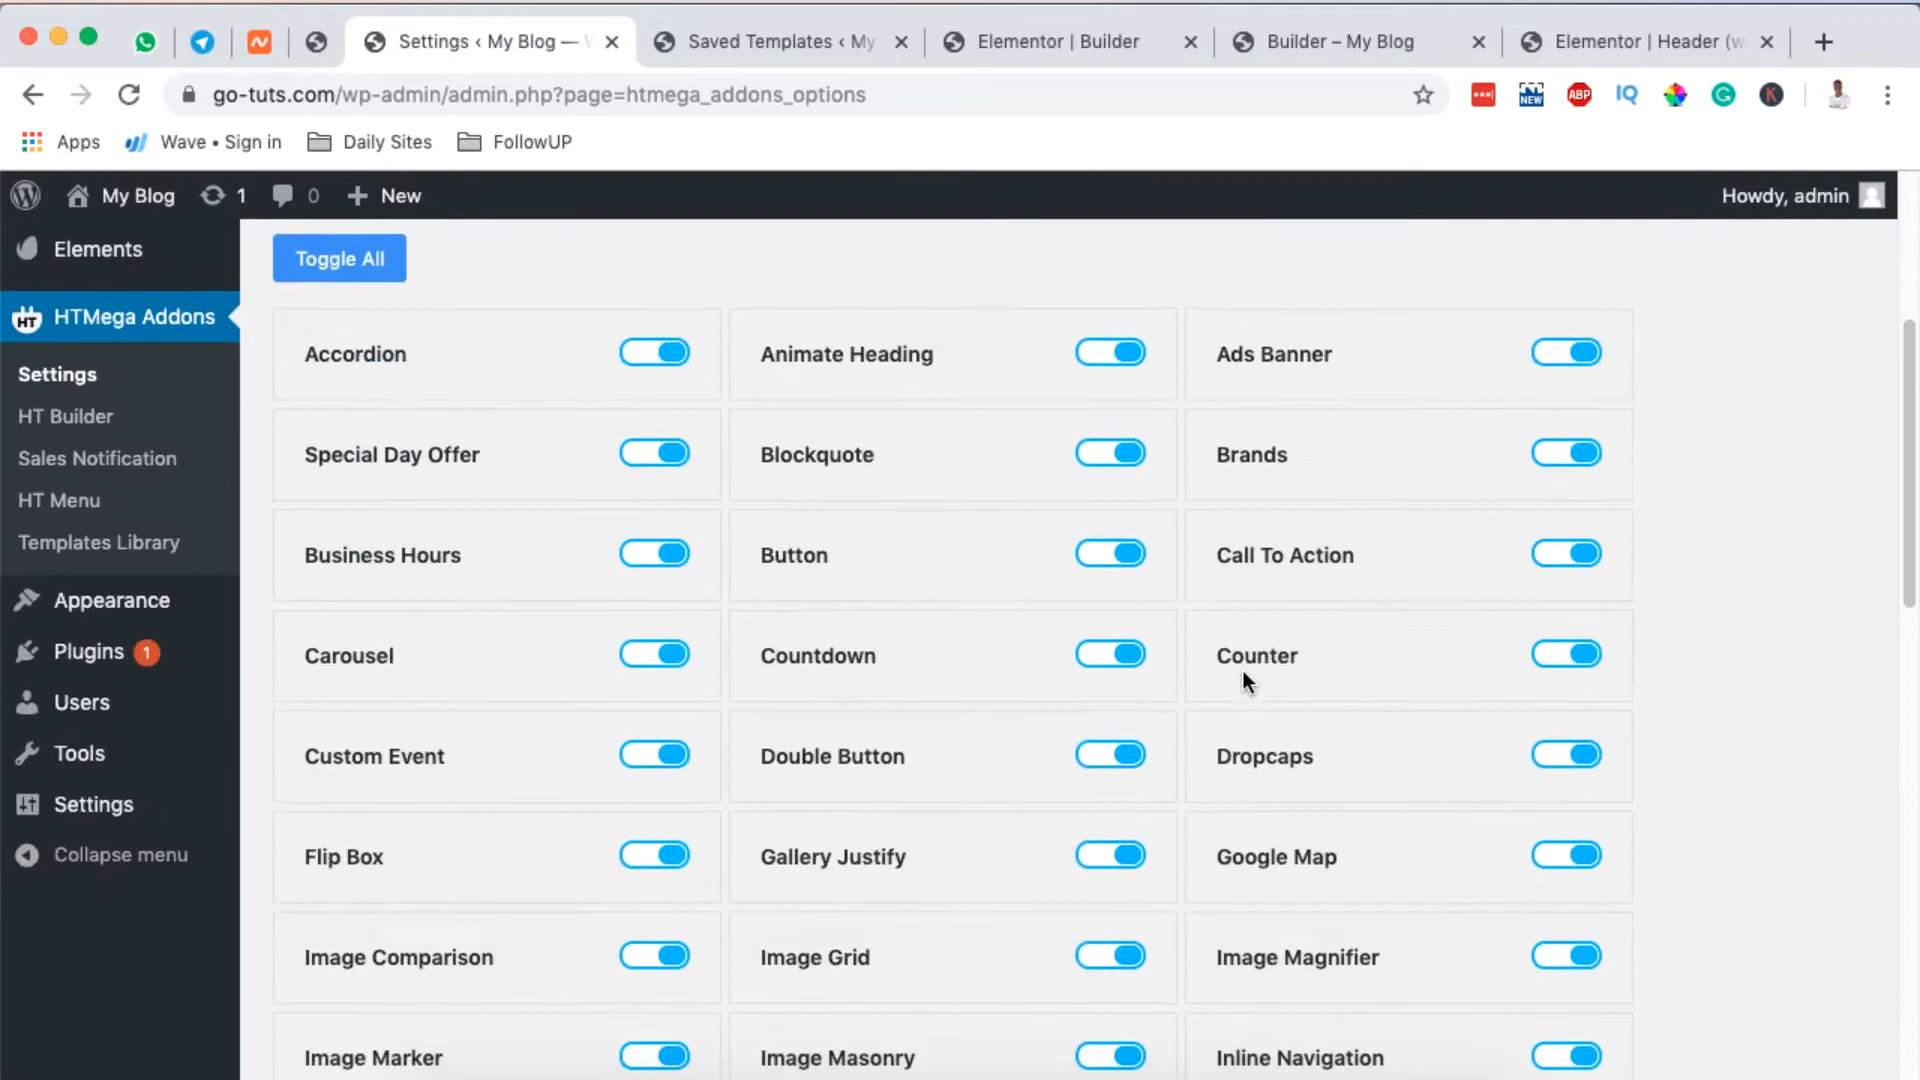 Settings ‹ My Blog —
Saved Templates ‹ My
Elementor | Builder
Builder – My Blog
Elementor | Header (w
go-tuts.com/wp-admin/admin.php?page=htmega_addons_options
NEW
ABP
IQ
G
K
Apps
Wave • Sign in
Daily Sites
FollowUP
My Blog
1
0
New
Howdy, admin
Elements
HT
HTMega Addons
Settings
HT Builder
Sales Notification
HT Menu
Templates Library
Appearance
Plugins 1
Users
Tools
Settings
Collapse menu
Toggle All
Accordion
Animate Heading
Ads Banner
Special Day Offer
Blockquote
Brands
Business Hours
Button
Call To Action
Carousel
Countdown
Counter
Custom Event
Double Button
Dropcaps
Flip Box
Gallery Justify
Google Map
Image Comparison
Image Grid
Image Magnifier
Image Marker
Image Masonry
Inline Navigation